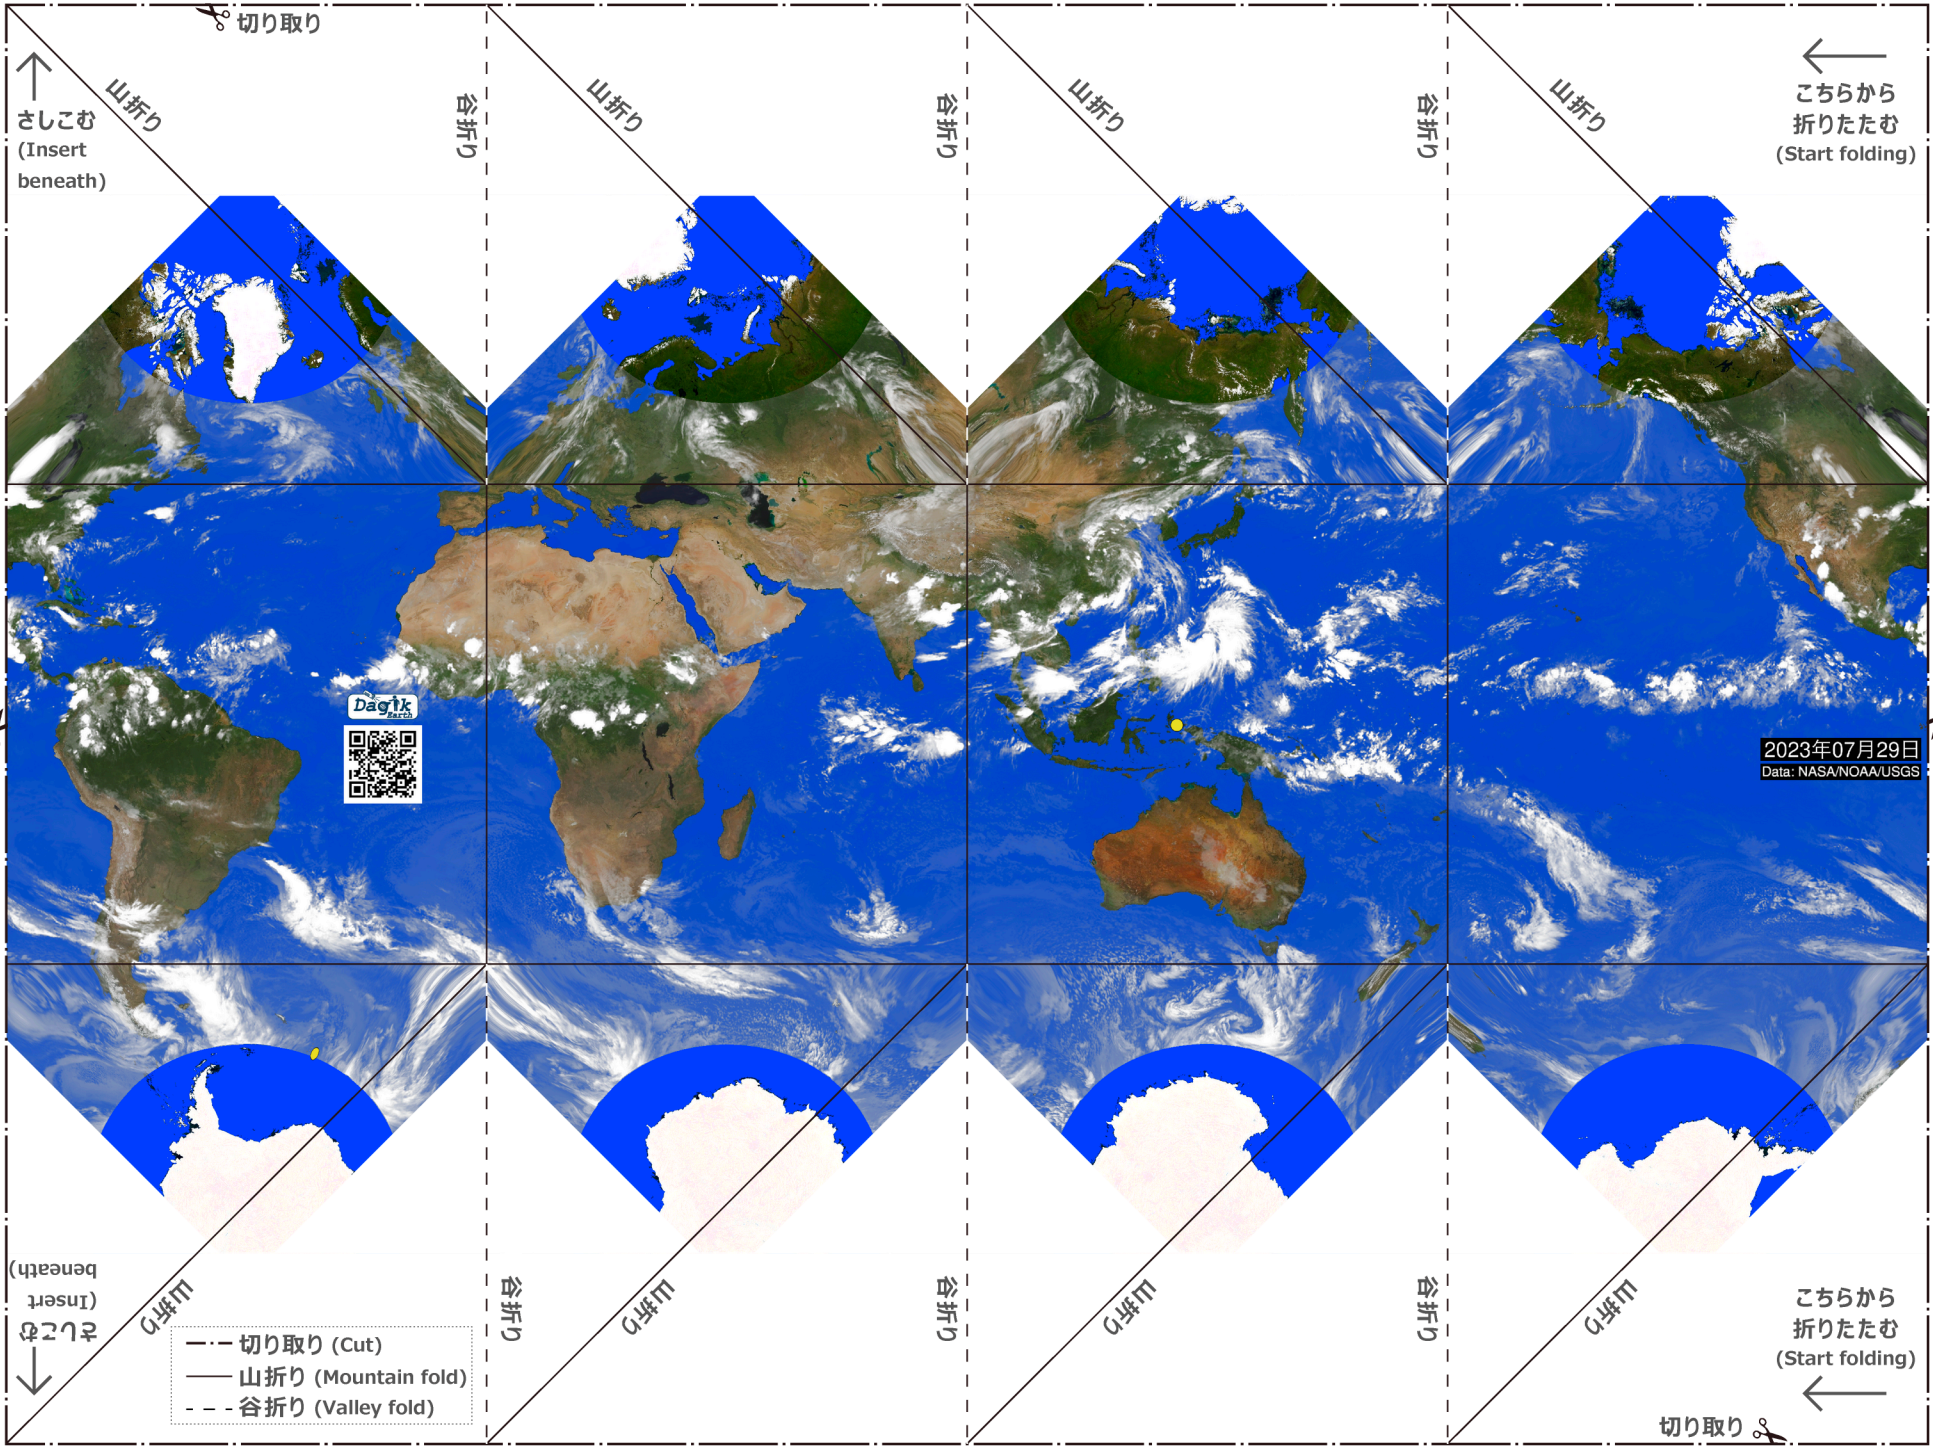 切り取り
山折り
谷折り
山折り
谷折り
山折り
谷折り
山折り
さしこむ
(Insert
beneath)
こちらから
折りたたむ
(Start folding)
Dagik
Earth
2023年07月29日
Data: NASA/NOAA/USGS
さしこむ
(Insert
beneath)
山折り
谷折り
山折り
谷折り
山折り
谷折り
山折り
切り取り (Cut)
山折り (Mountain fold)
谷折り (Valley fold)
こちらから
折りたたむ
(Start folding)
切り取り